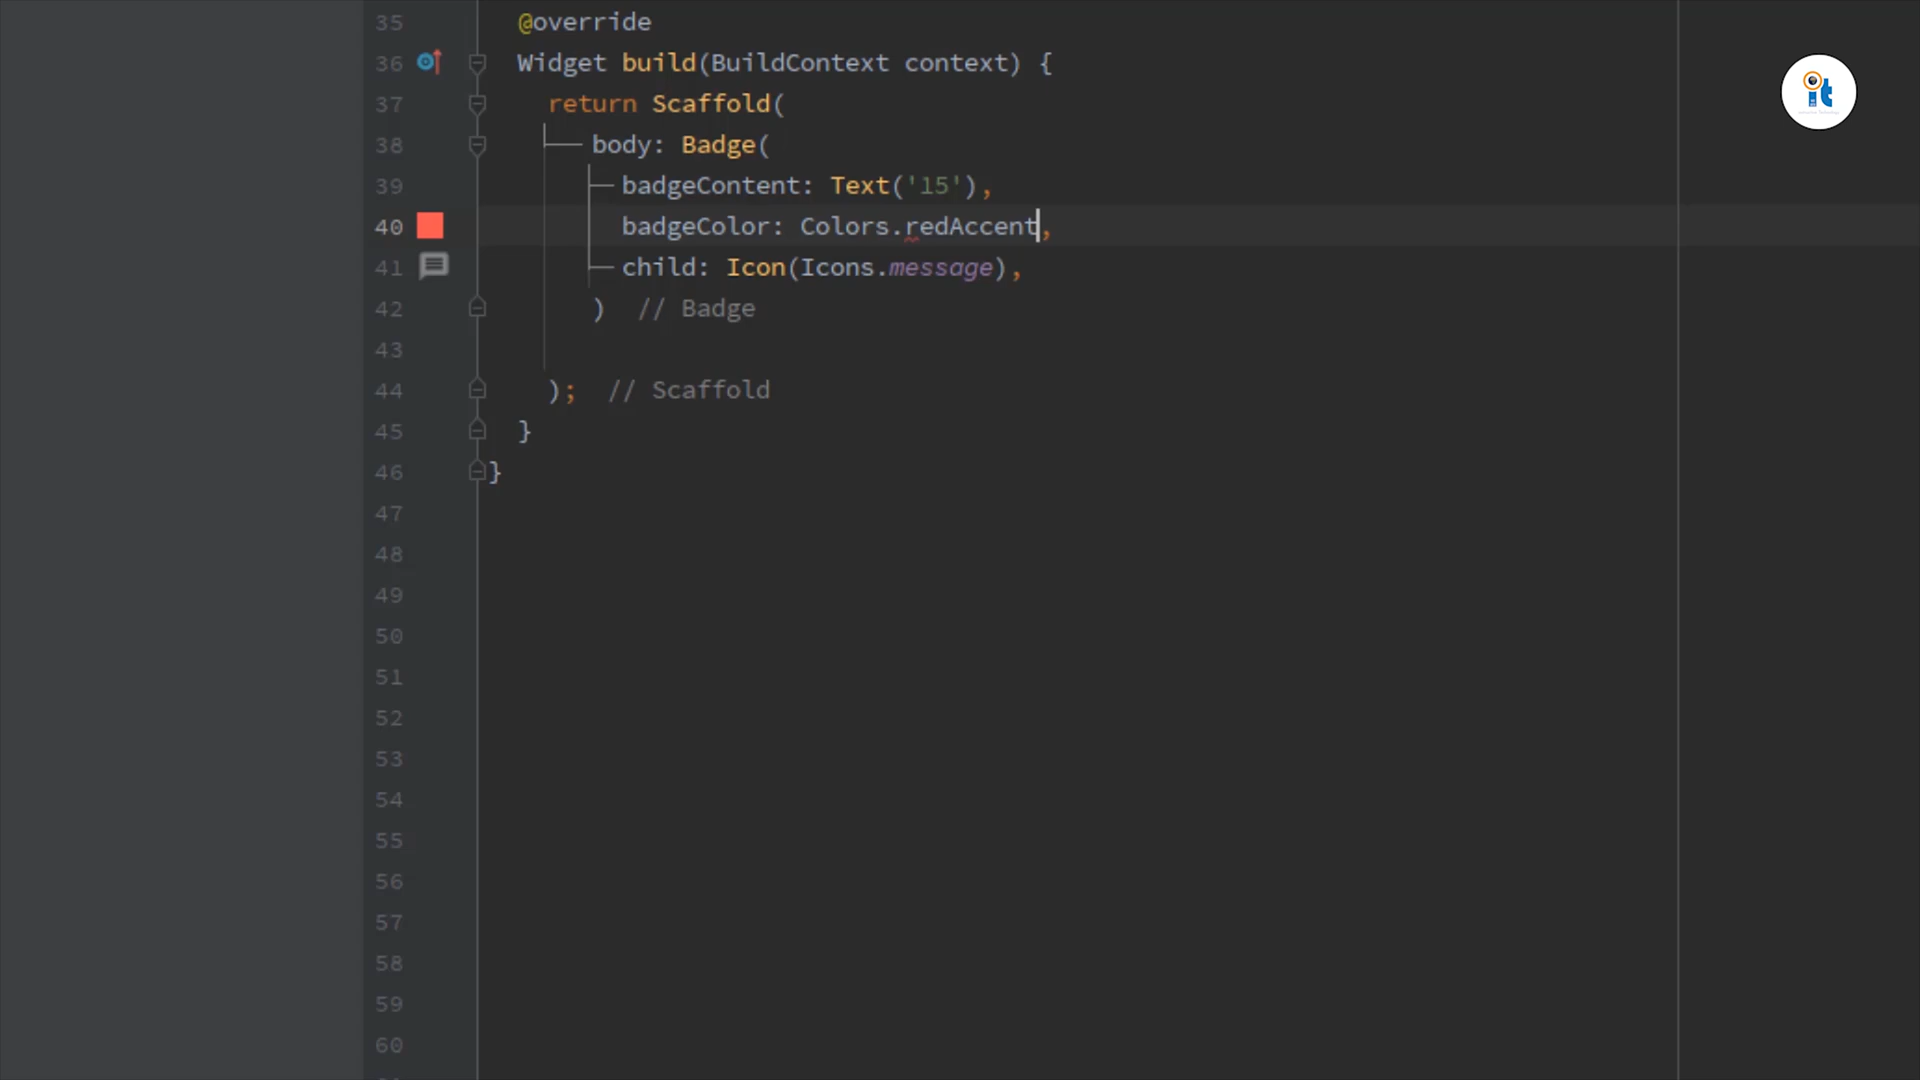 35 @override
36 Widget build(BuildContext context) {
37 return Scaffold(
38 body: Badge(
39 badgeContent: Text('15'),
40 badgeColor: Colors.redAccent,
41 child: Icon(Icons.message),
42 ) // Badge
43
44 ); // Scaffold
45 }
46 }
47
48
49
50
51
52
53
54
55
56
57
58
59
60
it